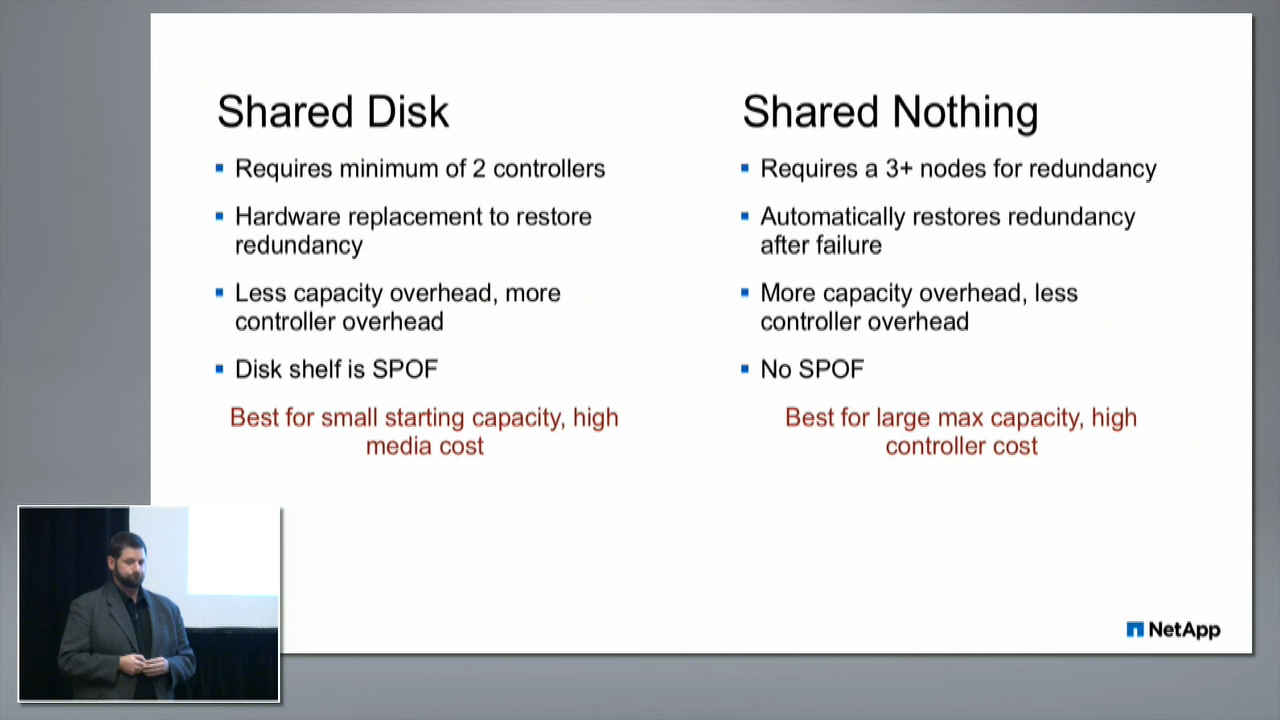 Shared Disk
Requires minimum of 2 controllers
Hardware replacement to restore
redundancy
Less capacity overhead, more
controller overhead
Disk shelf is SPOF
Best for small starting capacity, high
media cost
Shared Nothing
Requires a 3+ nodes for redundancy
Automatically restores redundancy
after failure
More capacity overhead, less
controller overhead
No SPOF
Best for large max capacity, high
controller cost
NetApp